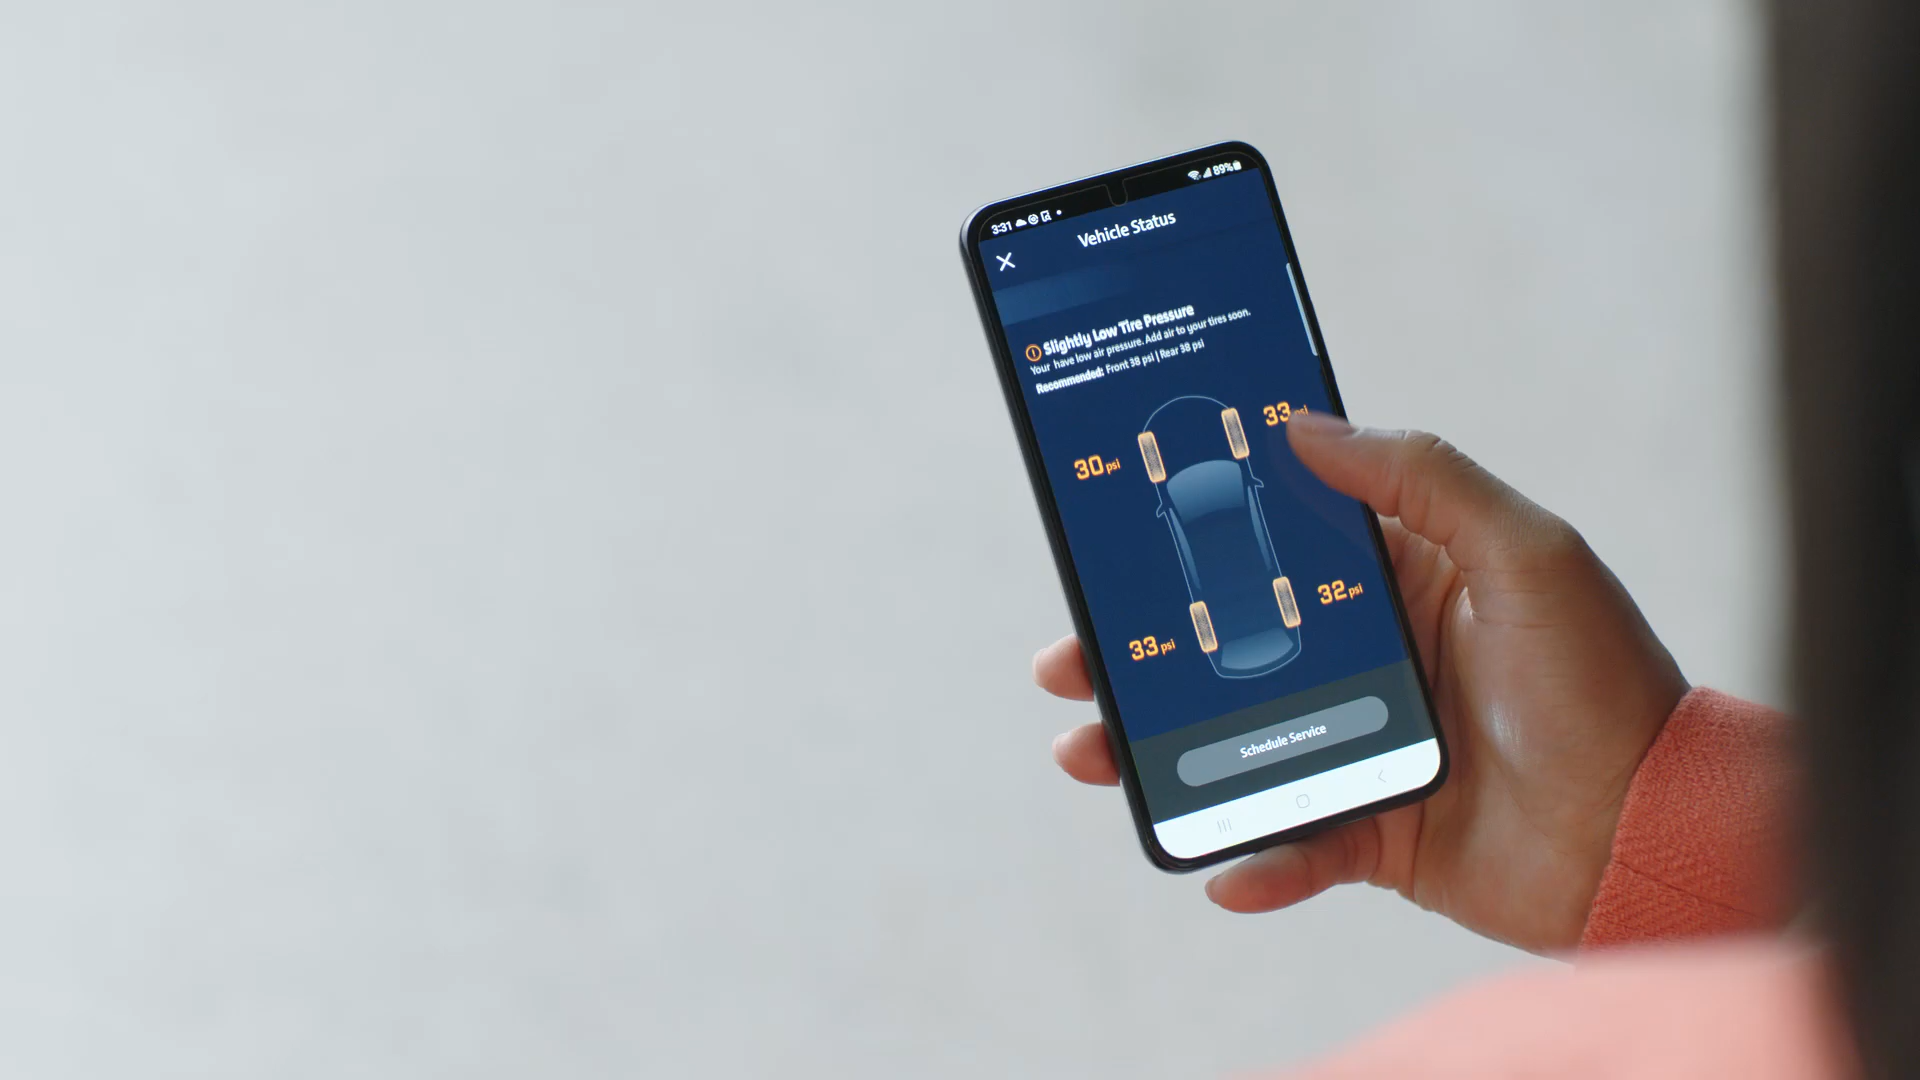 3:31
89%
Vehicle Status
Slightly Low Tire Pressure
Your have low air pressure. Add air to your tires soon.
Recommended: Front 38 psi | Rear 38 psi
33 psi
30 psi
32 psi
33 psi
Schedule Service